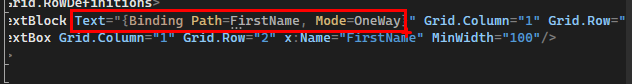 Grid.RowDefinitions>
extBlock Text="{Binding Path=FirstName, Mode=OneWay}" Grid.Column="1" Grid.Row="
extBox Grid.Column="1" Grid.Row="2" x:Name="FirstName" MinWidth="100"/>